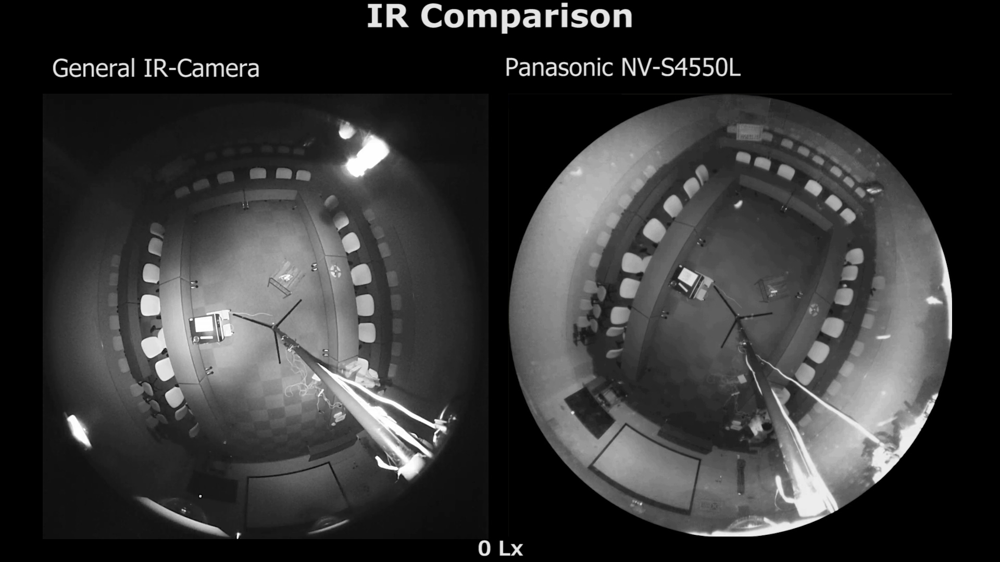 IR Comparison
General IR-Camera
Panasonic NV-S4550L
0 Lx